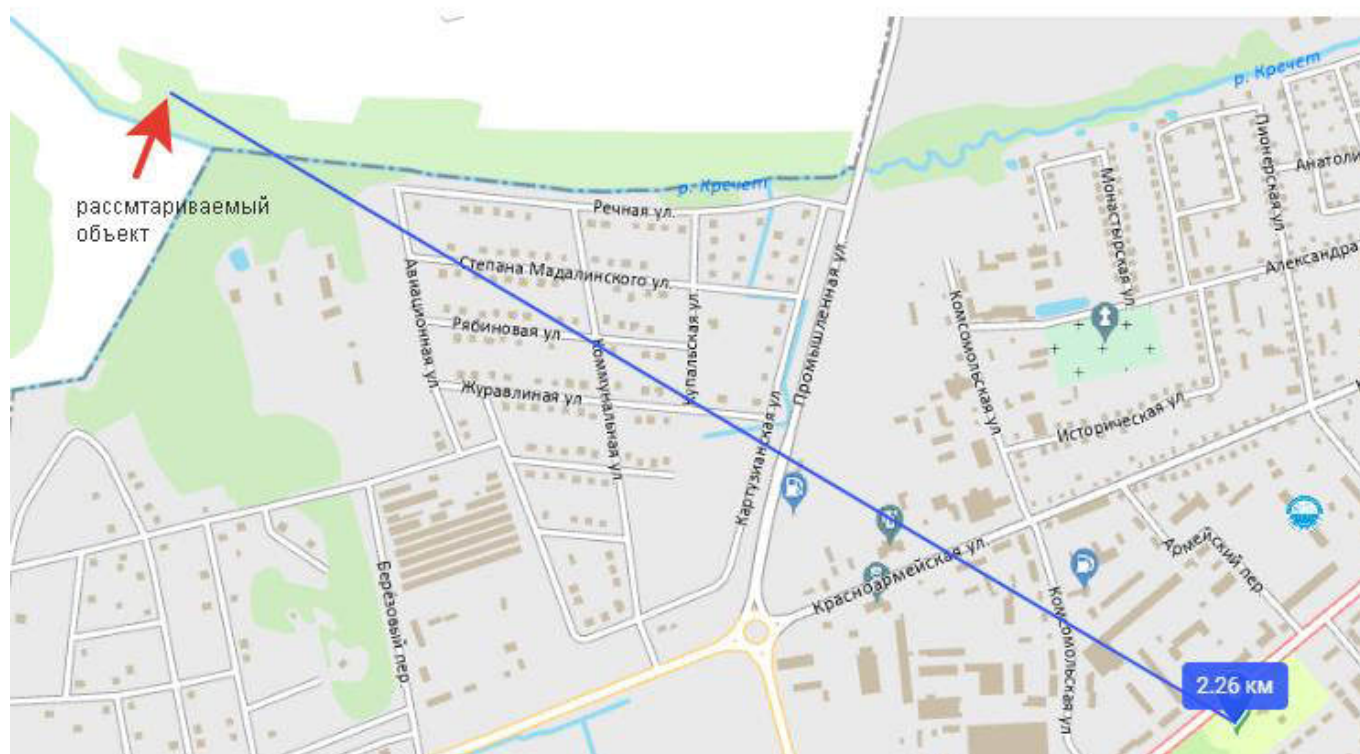 р. Кречет
рассмтариваемый
объект
р. Кречет
Речная ул.
Степана Мадалинского ул.
Рябиновая ул
Журавлиная ул
Авиационная ул.
Коммунальная ул.
Купальская ул.
Картузианская ул.
Промышленная ул.
Комсомольская ул.
Монастырская ул
Пионерская ул
Анатоли
Александра
Историческая ул
Красноармейская ул.
Армейский пер.
Берёзовый пер.
Комсомольская ул
2.26 км